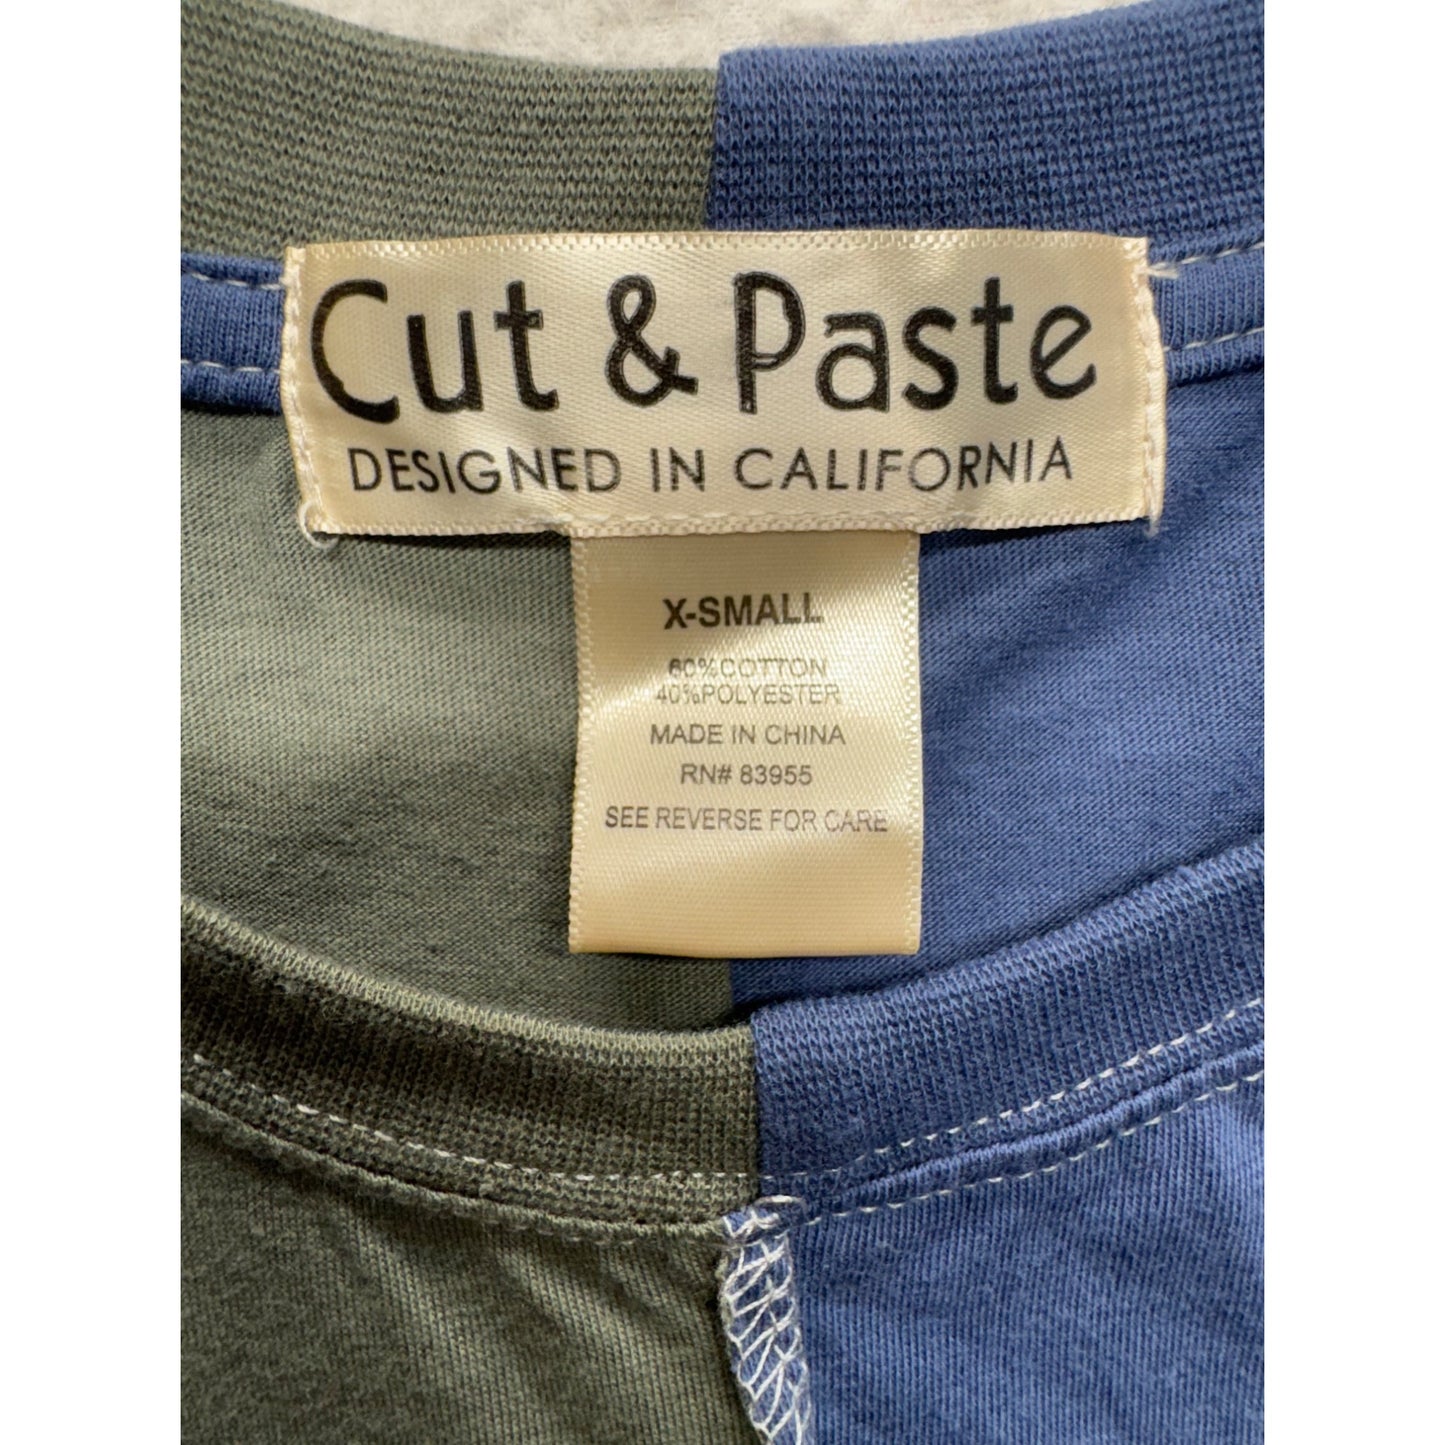 Cut & Paste
DESIGNED IN CALIFORNIA
X-SMALL
60%COTTON
40%POLYESTER
MADE IN CHINA
RN# 83955
SEE REVERSE FOR CARE